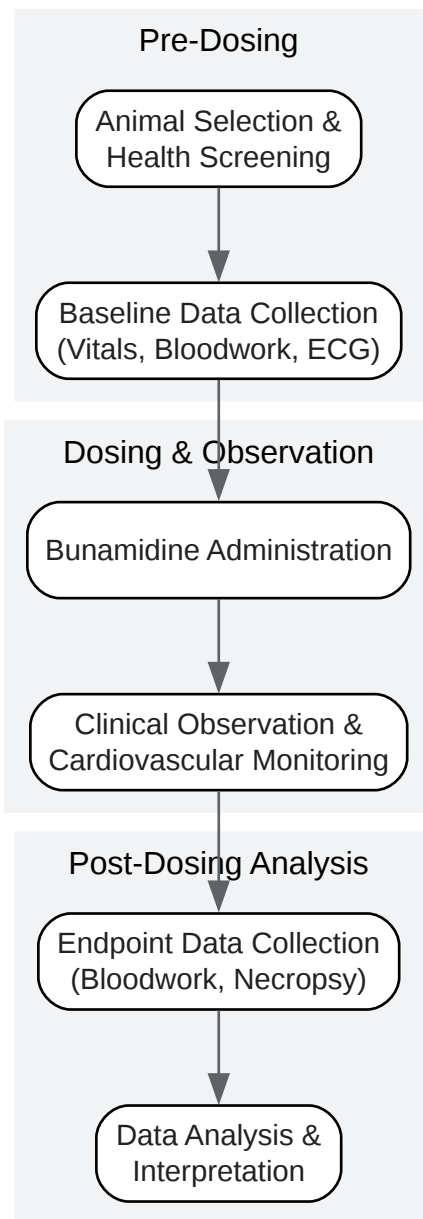 Pre-Dosing
Animal Selection &
Health Screening
Baseline Data Collection
(Vitals, Bloodwork, ECG)
Dosing & Observation
Bunamidine Administration
Clinical Observation &
Cardiovascular Monitoring
Post-Dosing Analysis
Endpoint Data Collection
(Bloodwork, Necropsy)
Data Analysis &
Interpretation